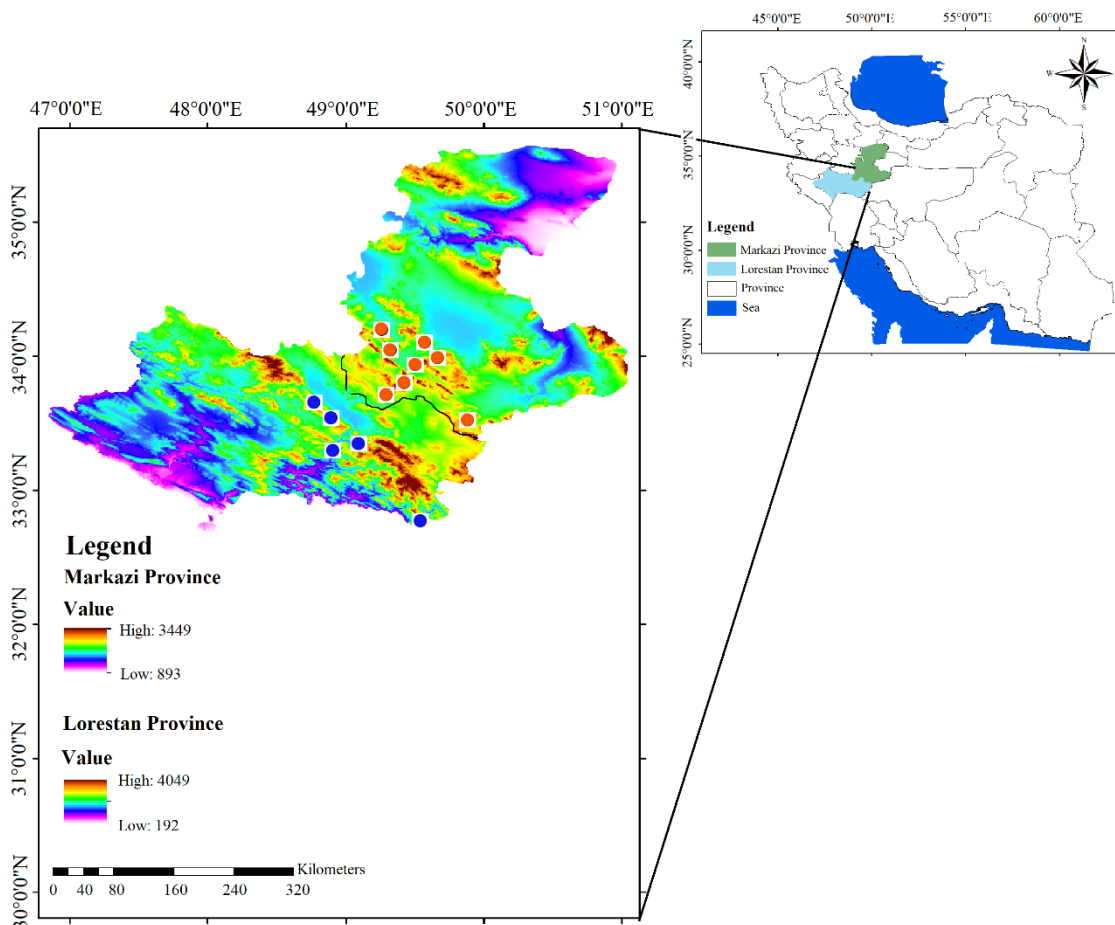 47°0'0"E 48°0'0"E 49°0'0"E 50°0'0"E 51°0'0"E
35°0'0"N
34°0'0"N
33°0'0"N
32°0'0"N
31°0'0"N
30°0'0"N
Legend
Markazi Province
Value
High: 3449
Low: 893
Lorestan Province
Value
High: 4049
Low: 192
Kilometers
0 40 80 160 240 320
45°0'0"E 50°0'0"E 55°0'0"E 60°0'0"E
40°0'0"N
35°0'0"N
30°0'0"N
25°0'0"N
N
W
S
Legend
Markazi Province
Lorestan Province
Province
Sea